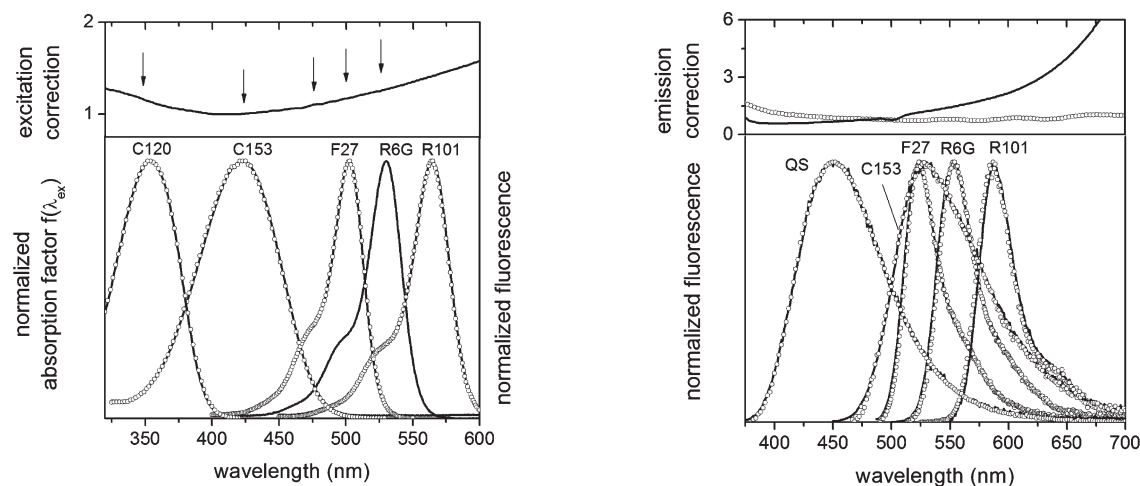 excitation
correction
2
1
C120
C153
F27
R6G
R101
normalized
absorption factor f(λex)
normalized fluorescence
350
400
450
500
550
600
wavelength (nm)
emission
correction
6
3
0
QS
C153
F27
R6G
R101
normalized fluorescence
400
450
500
550
600
650
700
wavelength (nm)